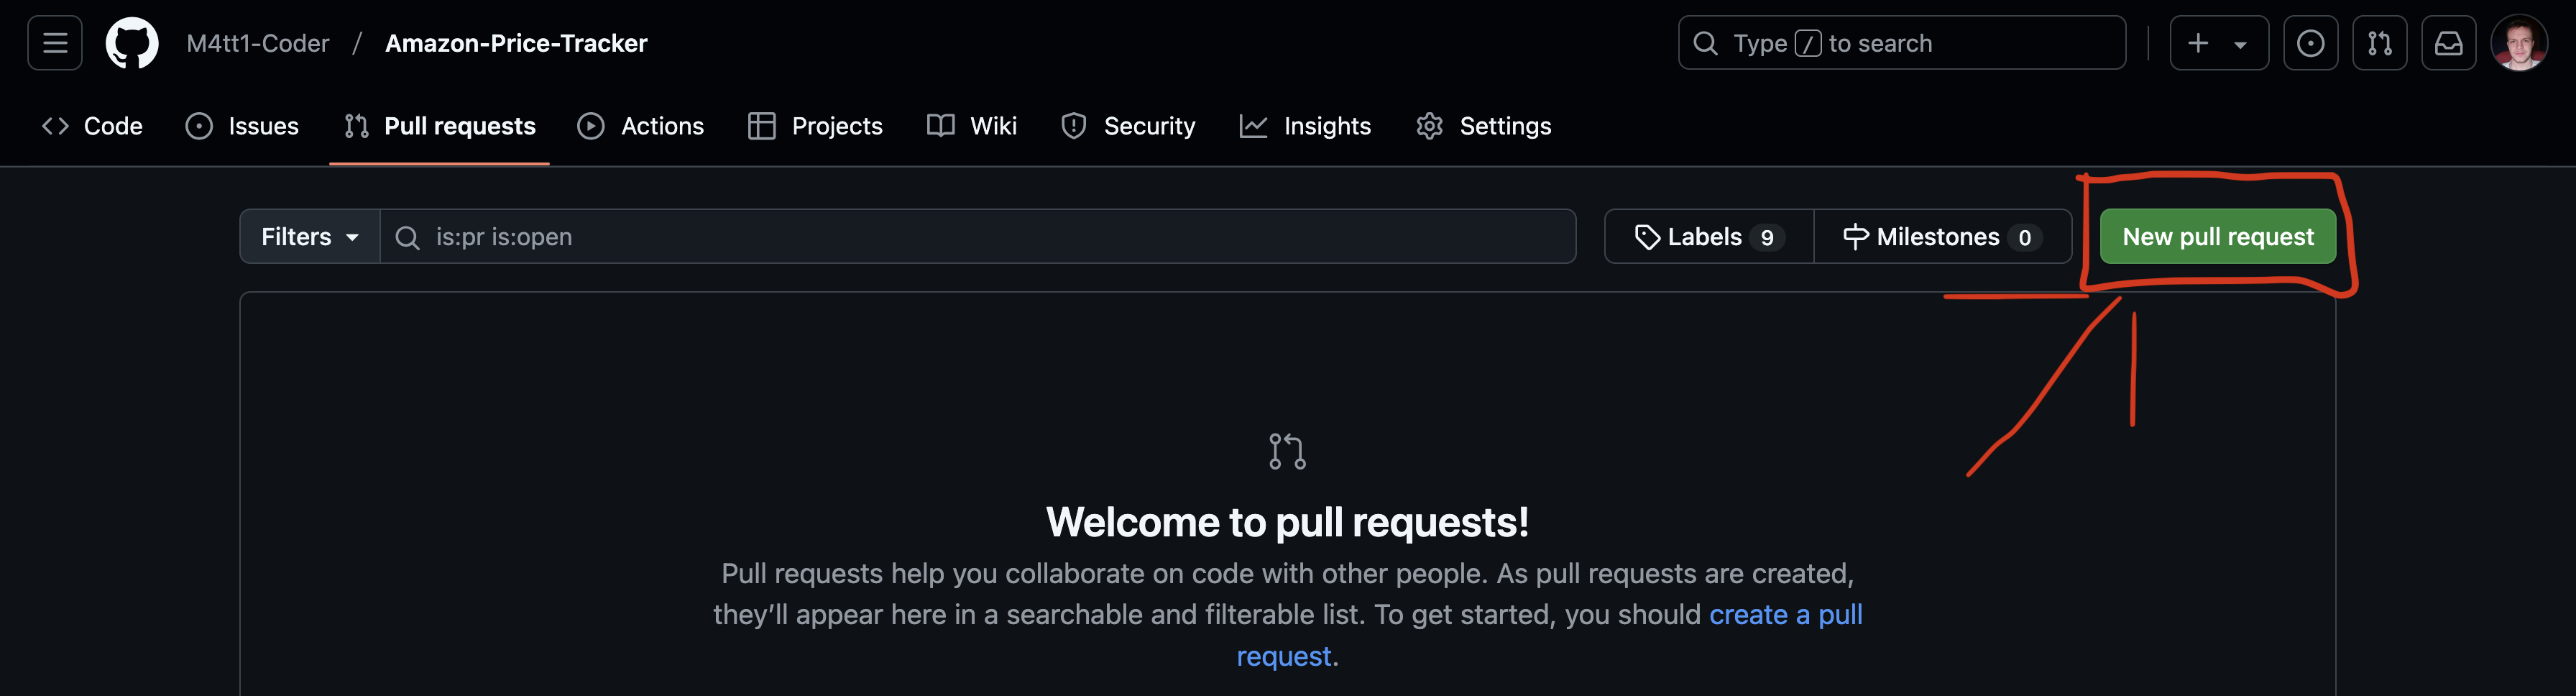 M4tt1-Coder / Amazon-Price-Tracker
Type / to search
Code Issues Pull requests Actions Projects Wiki Security Insights Settings
Filters is:pr is:open Labels 9 Milestones 0 New pull request
Welcome to pull requests!
Pull requests help you collaborate on code with other people. As pull requests are created,
they’ll appear here in a searchable and filterable list. To get started, you should create a pull
request.